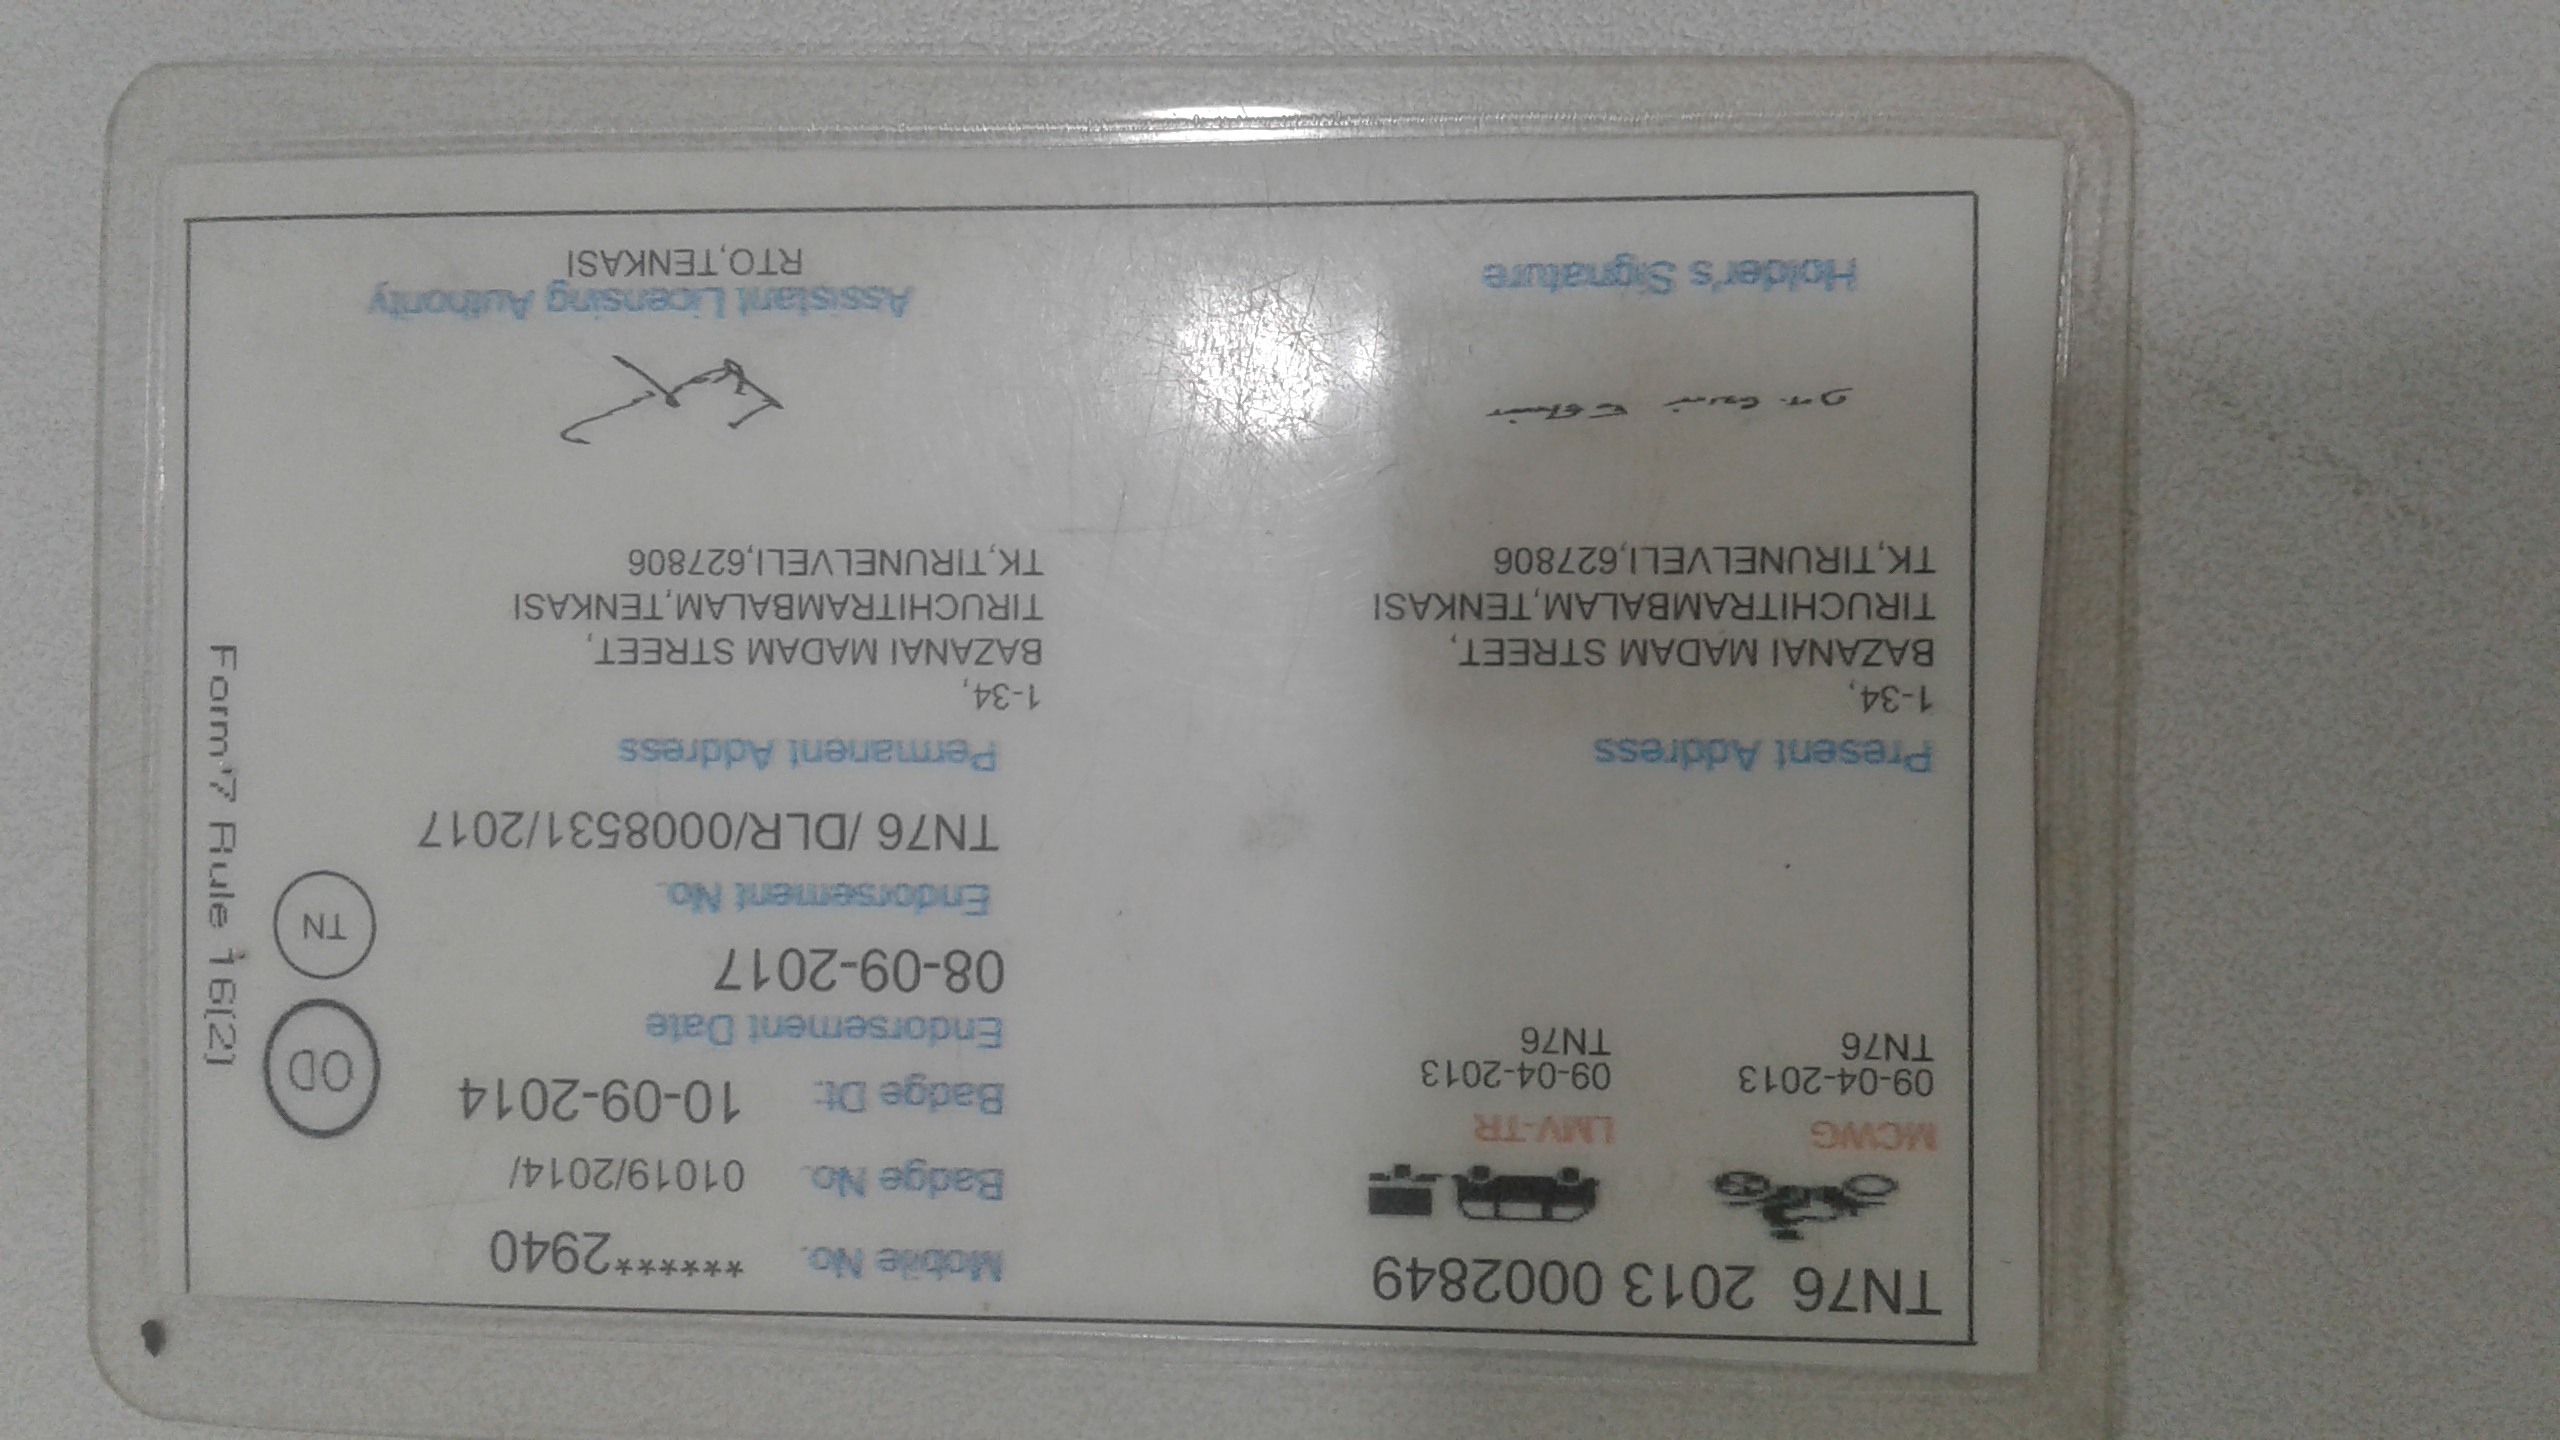 TN76 2013 0002849
MCWG
09-04-2013
TN76
LMV-TR
09-04-2013
TN76
Present Address
1-34,
BAZANAI MADAM STREET,
TIRUCHITRAMBALAM,TENKASI
TK,TIRUNELVELI,627806
Holder's Signature
Mobile No. ******2940
Badge No. 01019/2014/
Badge Dt: 10-09-2014
Endorsement Date
08-09-2017
Endorsement No.
TN76 /DLR/0008531/2017
Permanent Address
1-34,
BAZANAI MADAM STREET,
TIRUCHITRAMBALAM,TENKASI
TK,TIRUNELVELI,627806
Assistant Licensing Authority
RTO,TENKASI
OD
TN
Form '7 Rule 16(2)